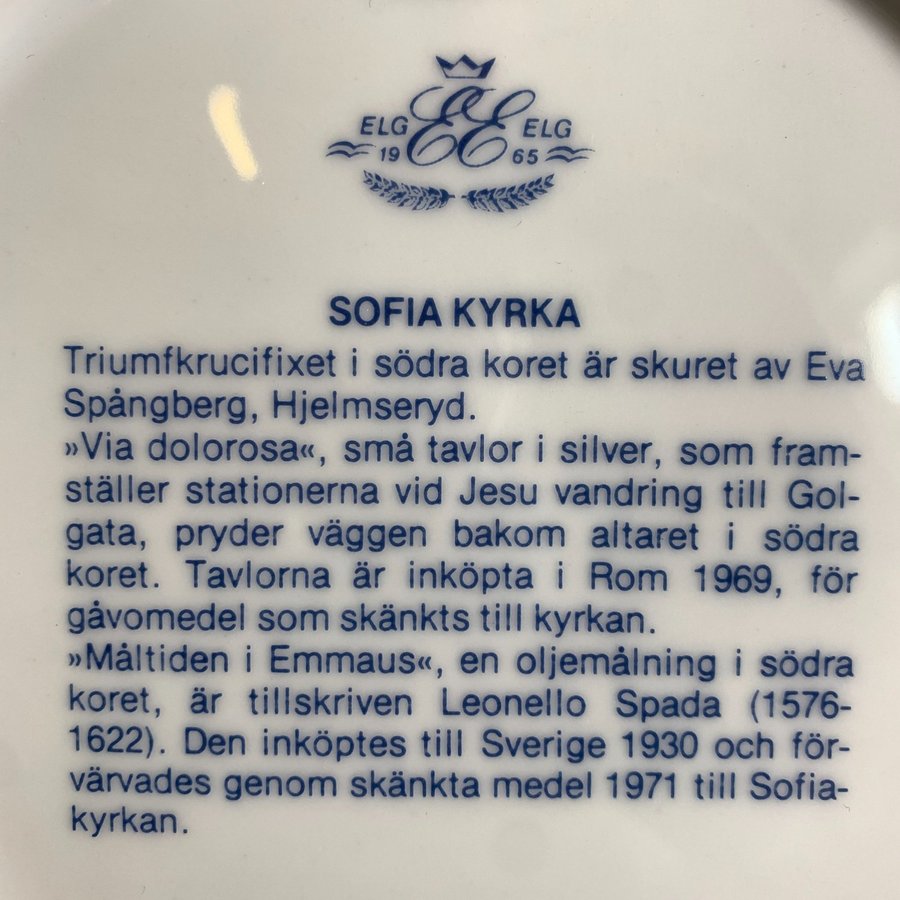 ELG EE ELG
19 65
SOFIA KYRKA
Triumfkrucifixet i södra koret är skuret av Eva
Spångberg, Hjelmseryd.
»Via dolorosa«, små tavlor i silver, som fram-
ställer stationerna vid Jesu vandring till Gol-
gata, pryder väggen bakom altaret i södra
koret. Tavlorna är inköpta i Rom 1969, för
gåvomedel som skänkts till kyrkan.
»Måltiden i Emmaus«, en oljemålning i södra
koret, är tillskriven Leonello Spada (1576-
1622). Den inköptes till Sverige 1930 och för-
värvades genom skänkta medel 1971 till Sofia-
kyrkan.